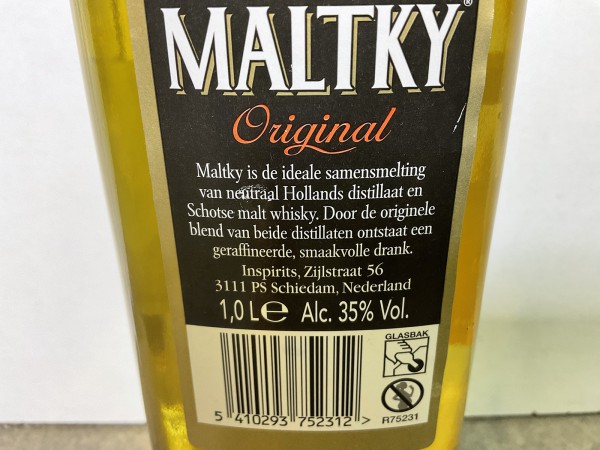 MALTKY®
Original
Maltky is de ideale samensmelting
van neutraal Hollands distillaat en
Schotse malt whisky. Door de originele
blend van beide distillaten ontstaat een
geraffineerde, smaakvolle drank.
Inspirits, Zijlstraat 56
3111 PS Schiedam, Nederland
1,0 L℮ Alc. 35% Vol.
GLASBAK
5 410293 752312 >
R75231